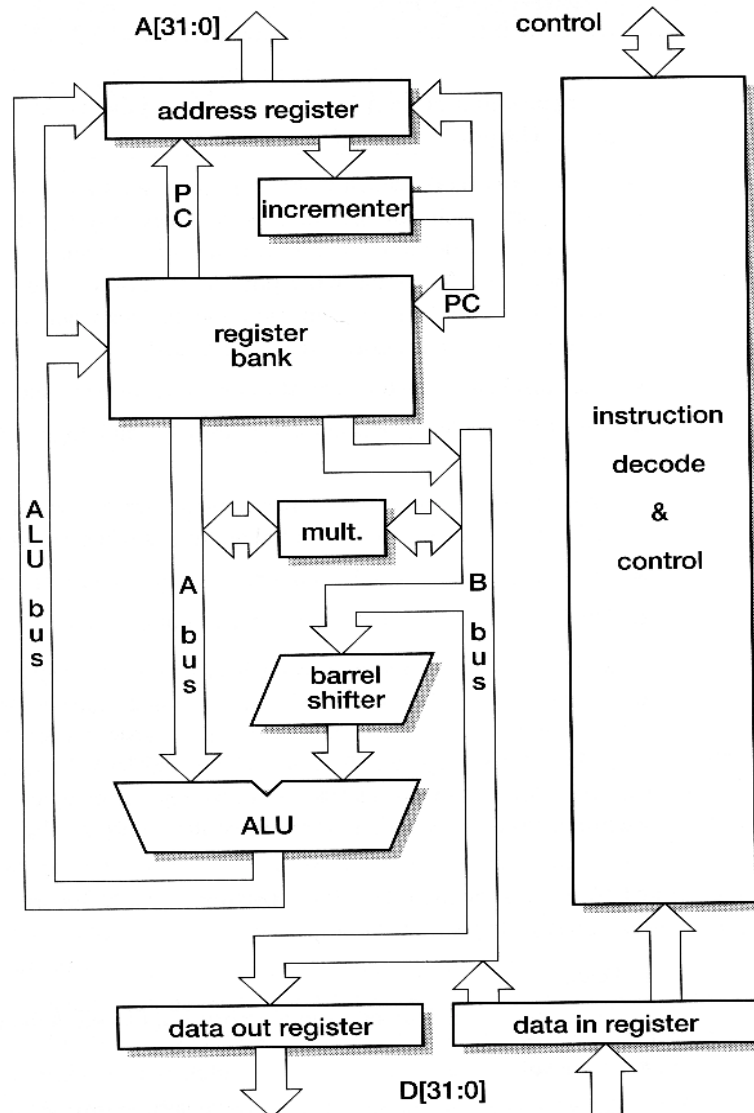 A[31:0]
control
address register
P
C
incrementer
PC
register
bank
instruction
decode
&
control
mult.
A
L
U
b
u
s
A
b
u
s
B
b
u
s
barrel
shifter
ALU
data out register
data in register
D[31:0]